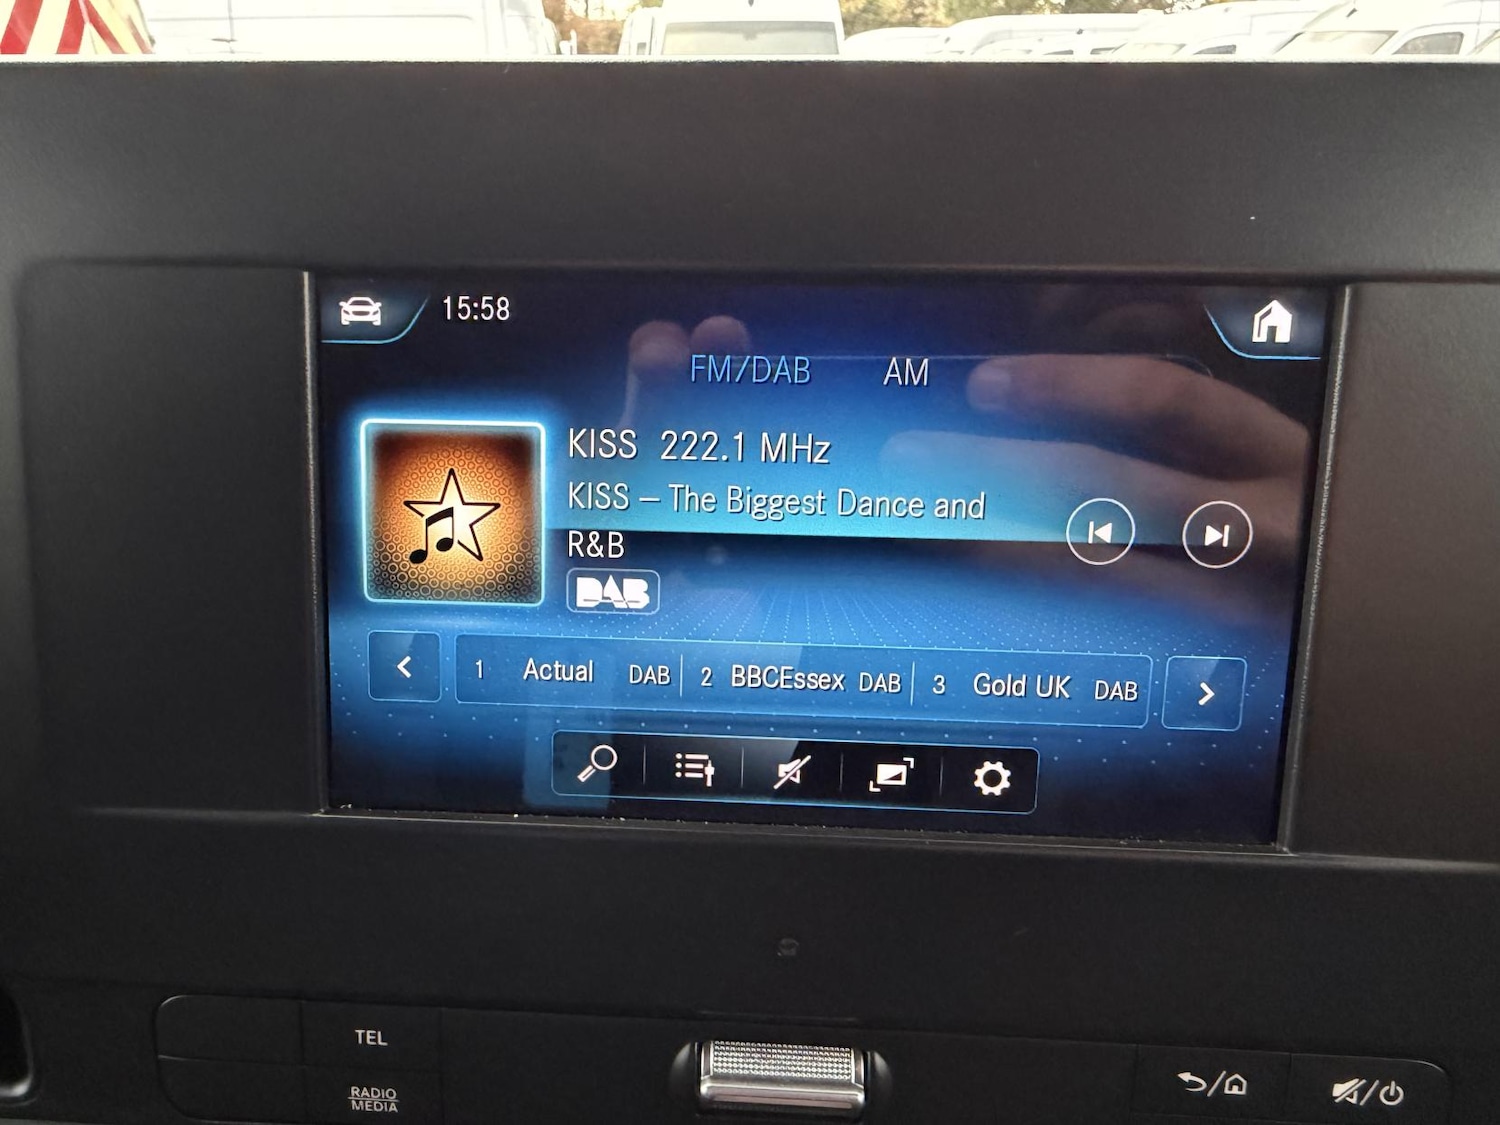 15:58
FM/DAB AM
KISS 222.1 MHz
KISS – The Biggest Dance and
R&B
DAB
1 Actual DAB 2 BBCEssex DAB 3 Gold UK DAB
TEL
RADIO
MEDIA